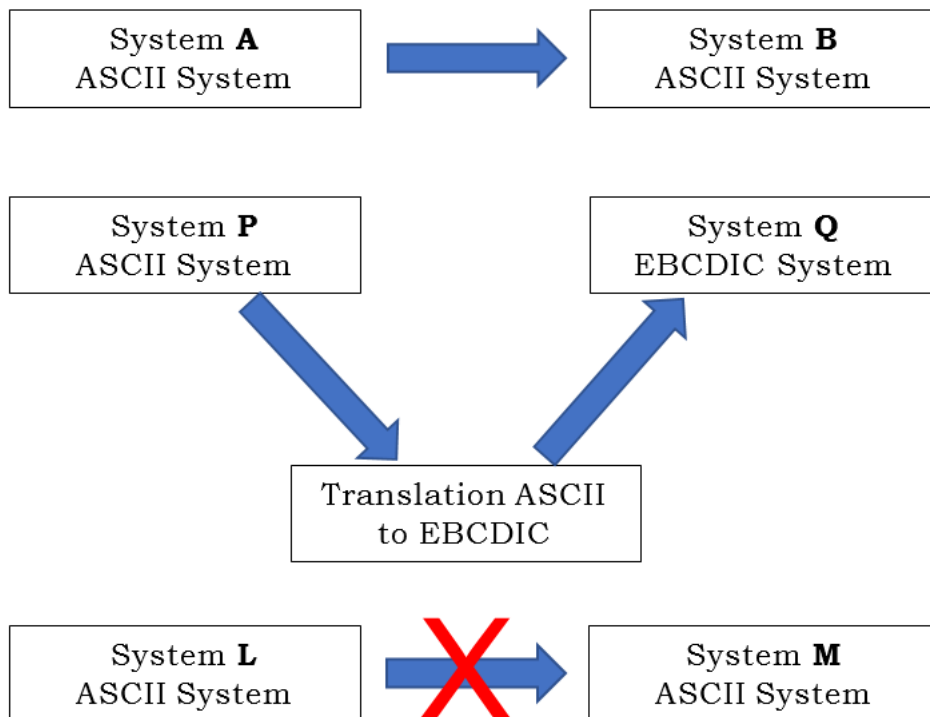 System A
ASCII System
System B
ASCII System
System P
ASCII System
System Q
EBCDIC System
Translation ASCII
to EBCDIC
System L
ASCII System
System M
ASCII System